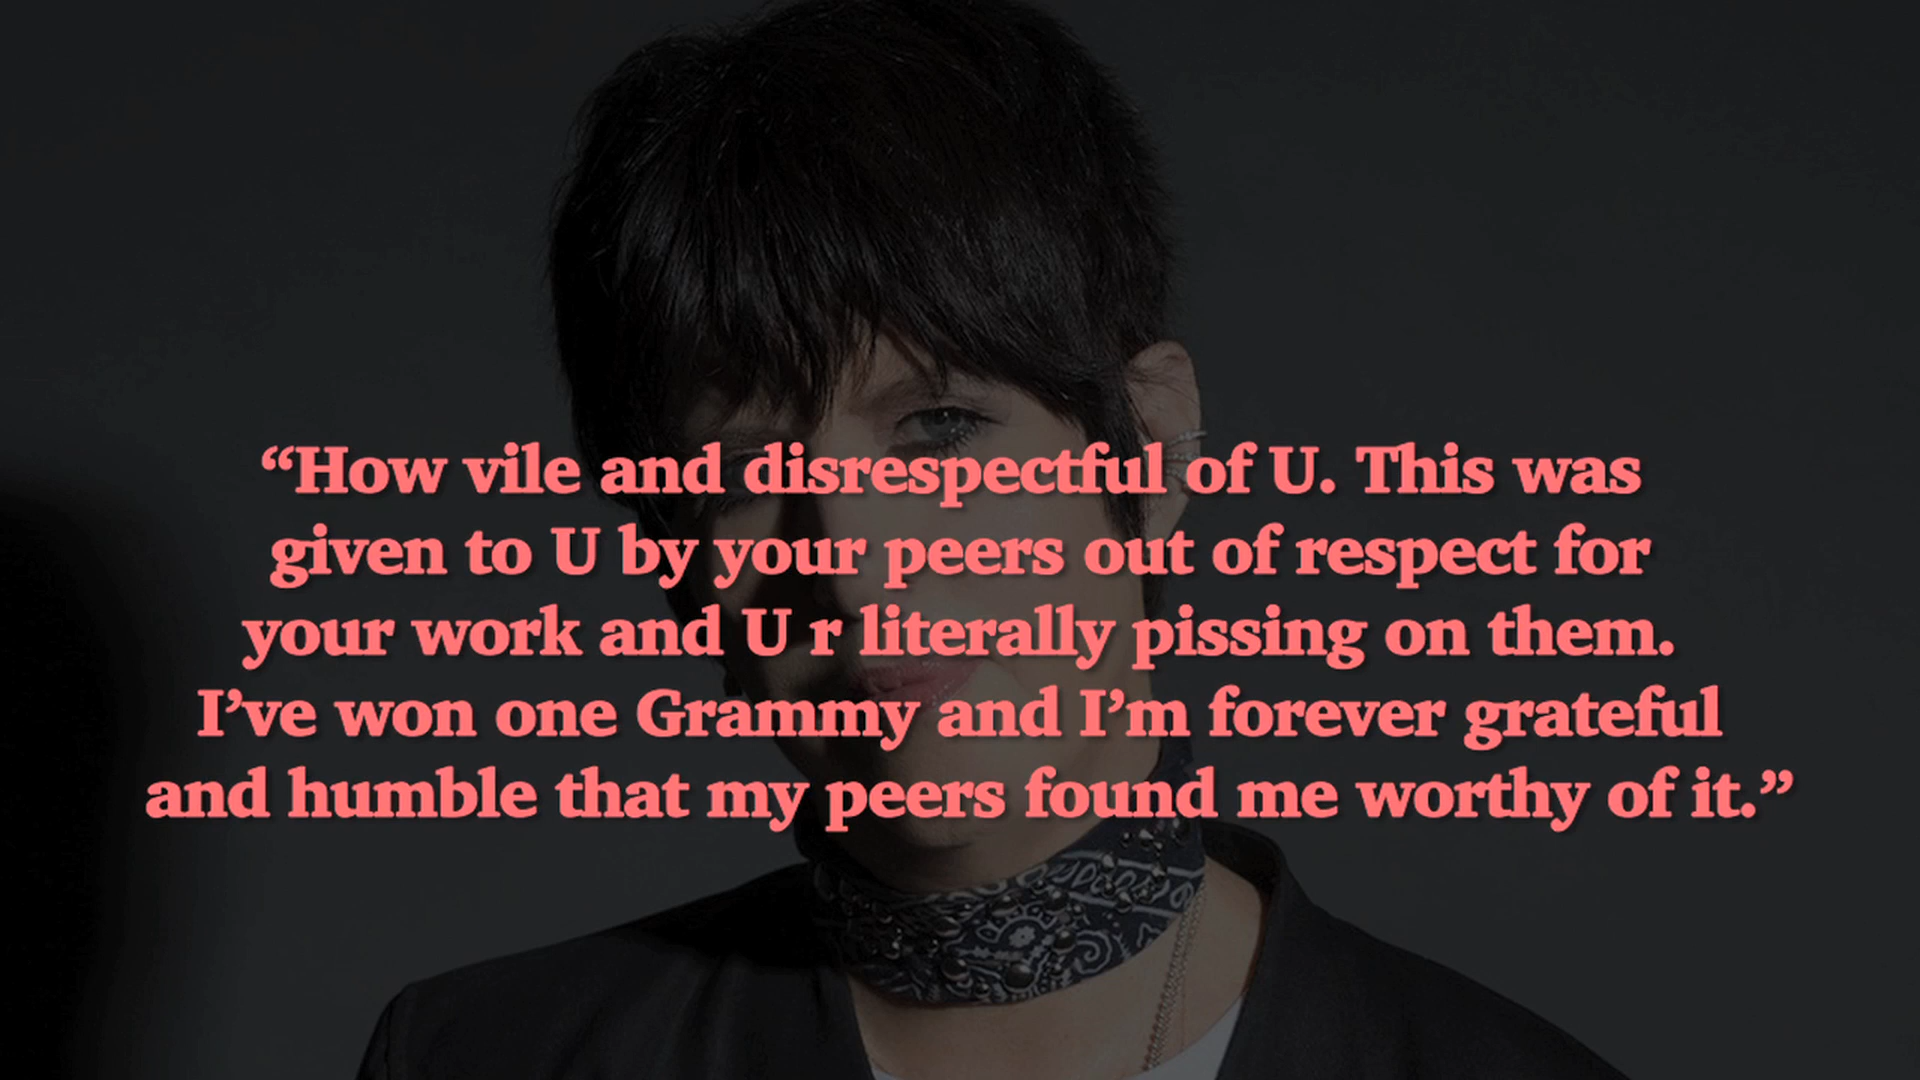 “How vile and disrespectful of U. This was
given to U by your peers out of respect for
your work and U r literally pissing on them.
I’ve won one Grammy and I’m forever grateful
and humble that my peers found me worthy of it.”